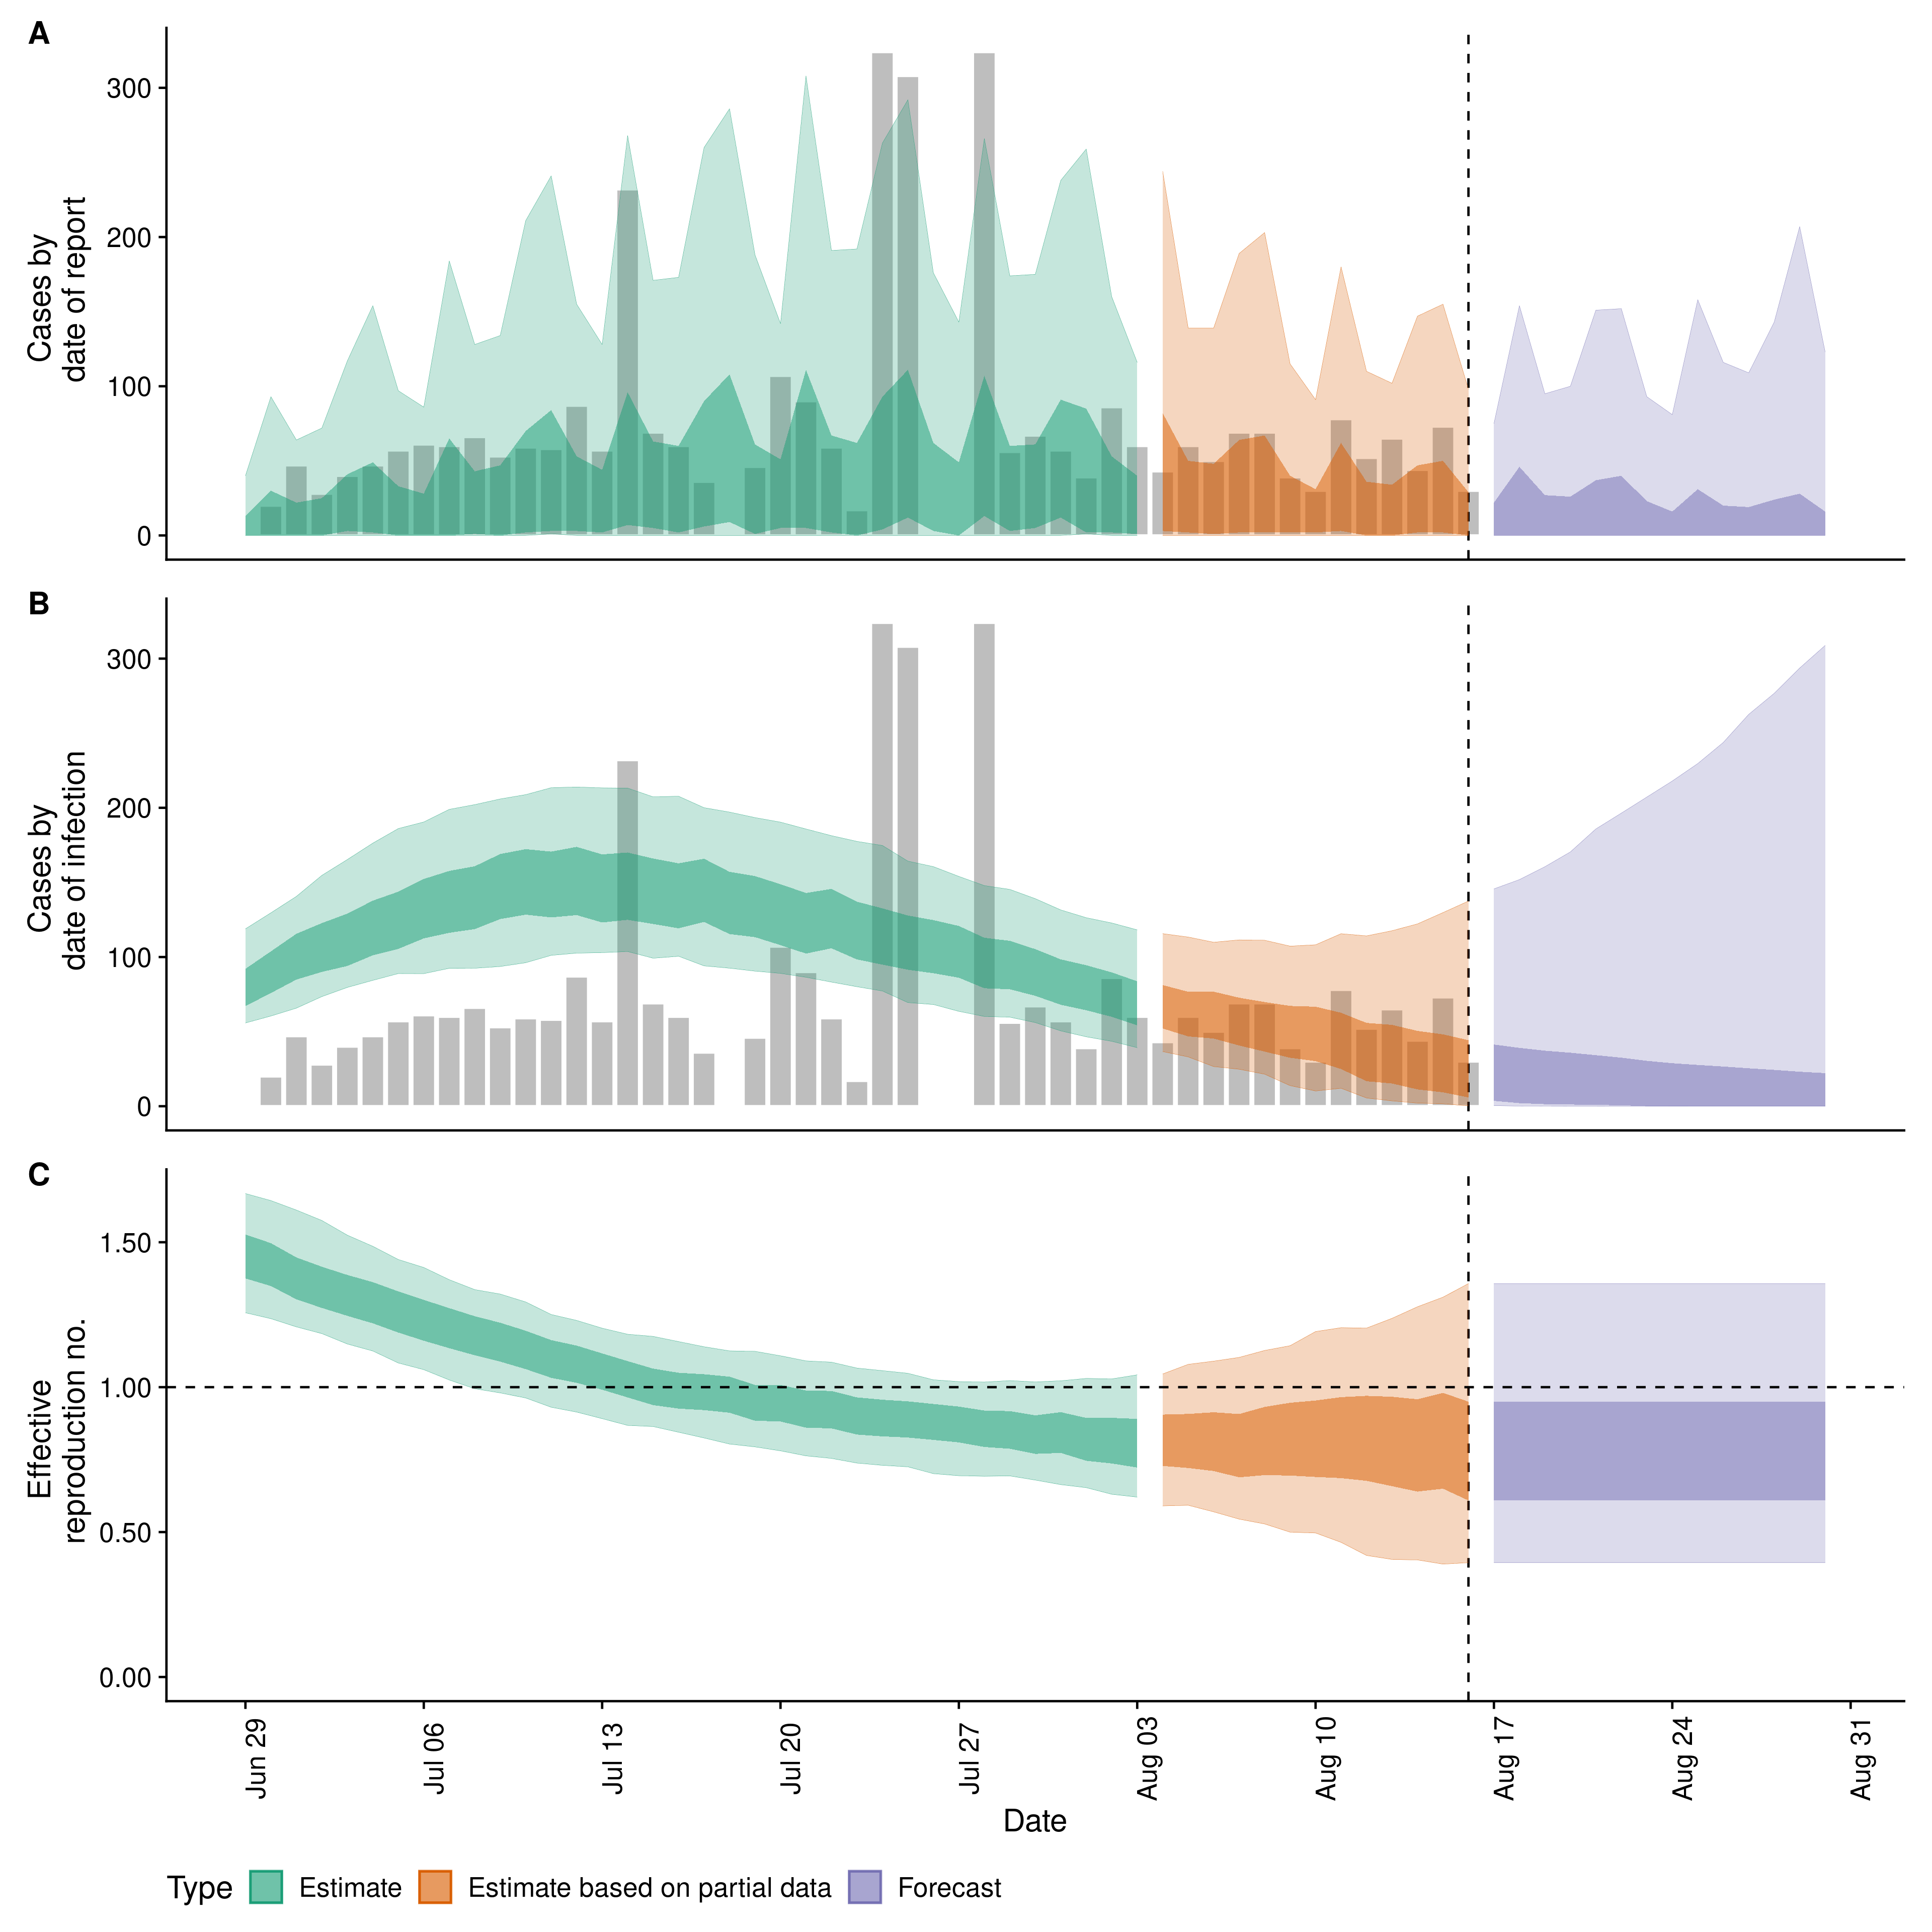 A
300
200
100
0
Cases by
date of report
B
300
200
100
0
Cases by
date of infection
C
1.50
1.00
0.50
0.00
Effective
reproduction no.
Jun 29
Jul 06
Jul 13
Jul 20
Jul 27
Aug 03
Aug 10
Aug 17
Aug 24
Aug 31
Date
Type Estimate Estimate based on partial data Forecast